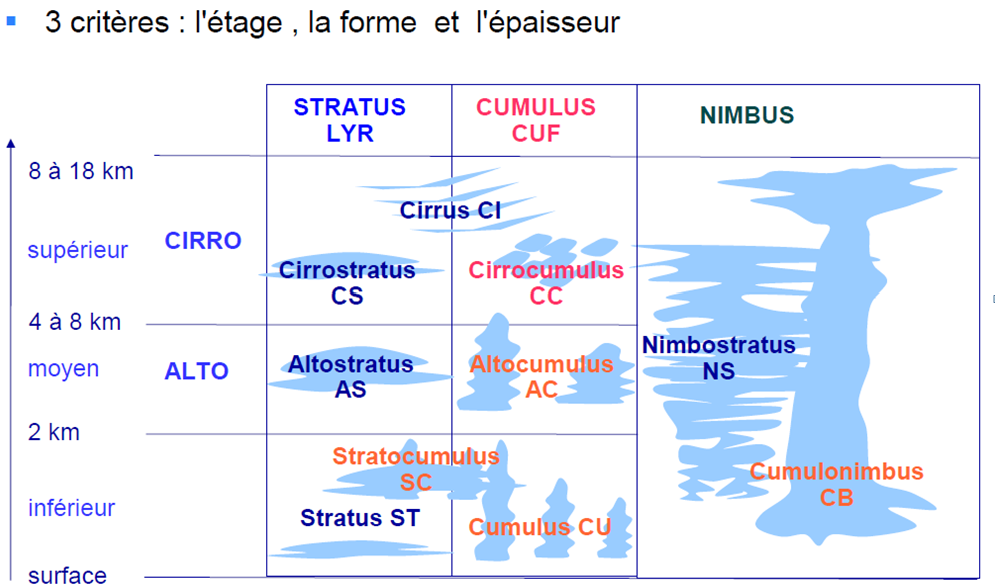 3 critères : l'étage , la forme et l'épaisseur
STRATUS
LYR
CUMULUS
CUF
NIMBUS
8 à 18 km
supérieur
CIRRO
Cirrus CI
Cirrostratus
CS
Cirrocumulus
CC
4 à 8 km
moyen
ALTO
Altostratus
AS
Altocumulus
AC
Nimbostratus
NS
2 km
inférieur
Stratocumulus
SC
Stratus ST
Cumulus CU
Cumulonimbus
CB
surface